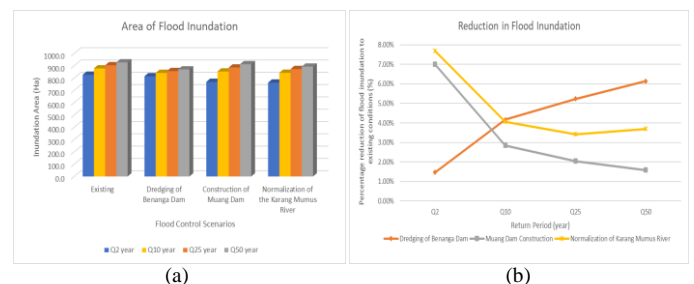 Area of Flood Inundation
Inundation Area (Ha)
1000.0
900.0
800.0
700.0
600.0
500.0
400.0
300.0
200.0
100.0
0.0
Existing
Dredging of Benanga Dam
Construction of Muang Dam
Normalization of the Karang Mumus River
Flood Control Scenarios
Q2 year
Q10 year
Q25 year
Q50 year
(a)
Reduction in Flood Inundation
Percentage reduction of flood inundation to existing conditions (%)
8.00%
7.00%
6.00%
5.00%
4.00%
3.00%
2.00%
1.00%
0.00%
Q2
Q10
Q25
Q50
Return Period (year)
Dredging of Benanga Dam
Muang Dam Construction
Normalization of Karang Mumus River
(b)